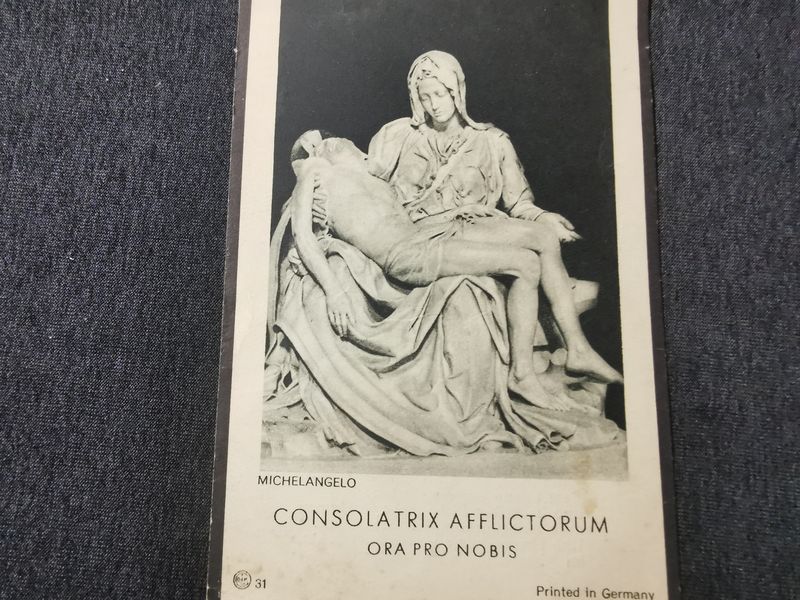 MICHELANGELO
CONSOLATRIX AFFLICTORUM
ORA PRO NOBIS
31
Printed in Germany